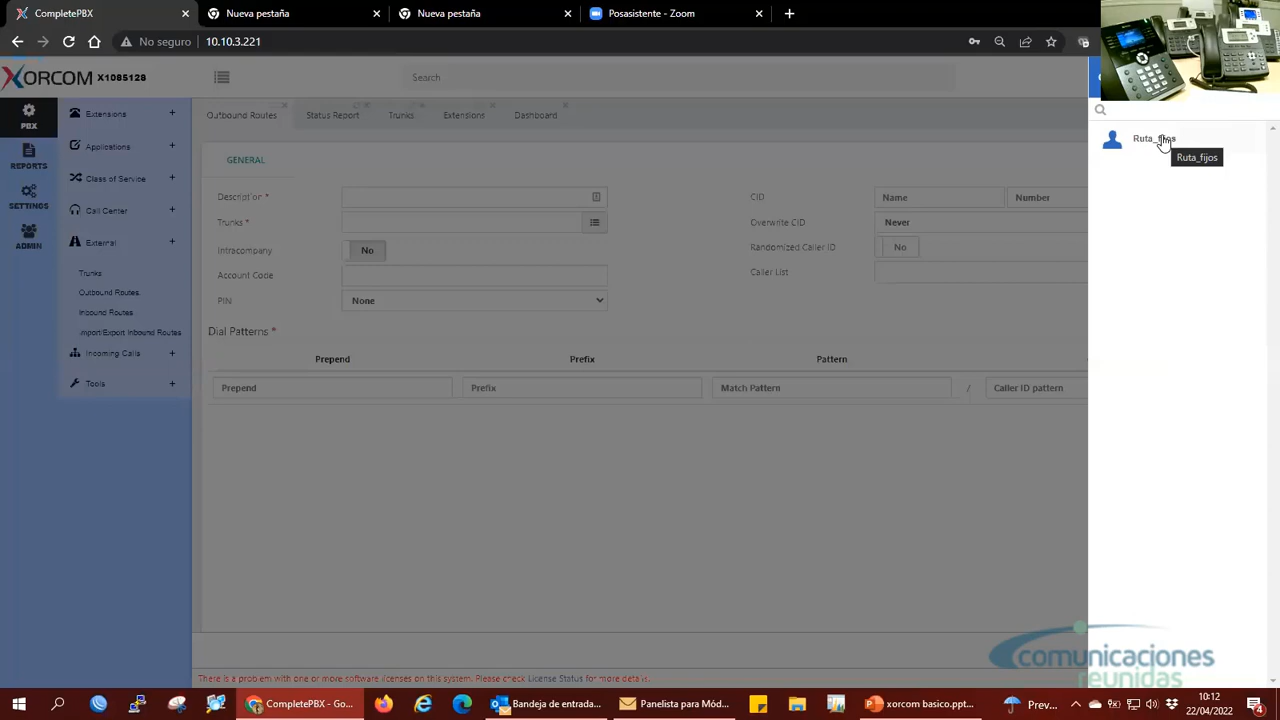 CompletePBX
Nueva pestaña
Nueva pestaña
Posasistente - Zoom
No seguro
10.10.3.221
XORCOM X1085128
Search
PBX
REPORTS
SETTINGS
ADMIN
Extensions
Applications
Class of Service
Call Center
External
Trunks
Outbound Routes
Inbound Routes
Import/Export Inbound Routes
Incoming Calls
Tools
Outbound Routes
Status Report
Trunks
Extensions
Dashboard
GENERAL
Description *
Trunks *
Intracompany
No
Account Code
PIN
None
CID
Name
Number
Overwrite CID
Never
Randomized Caller ID
No
Caller List
Dial Patterns *
Prepend
Prefix
Pattern
Prepend
Prefix
Match Pattern
/
Caller ID pattern
Ruta_fijos
Ruta_fijos
comunicaciones
reunidas
There is a problem with one or more software licenses on this system. Please check License Status for more details.
CompletePBX - Go...
Bandeja de entrada...
Panelista para Mód...
xorcom basico.ppt...
Prev...
10:12
22/04/2022
4